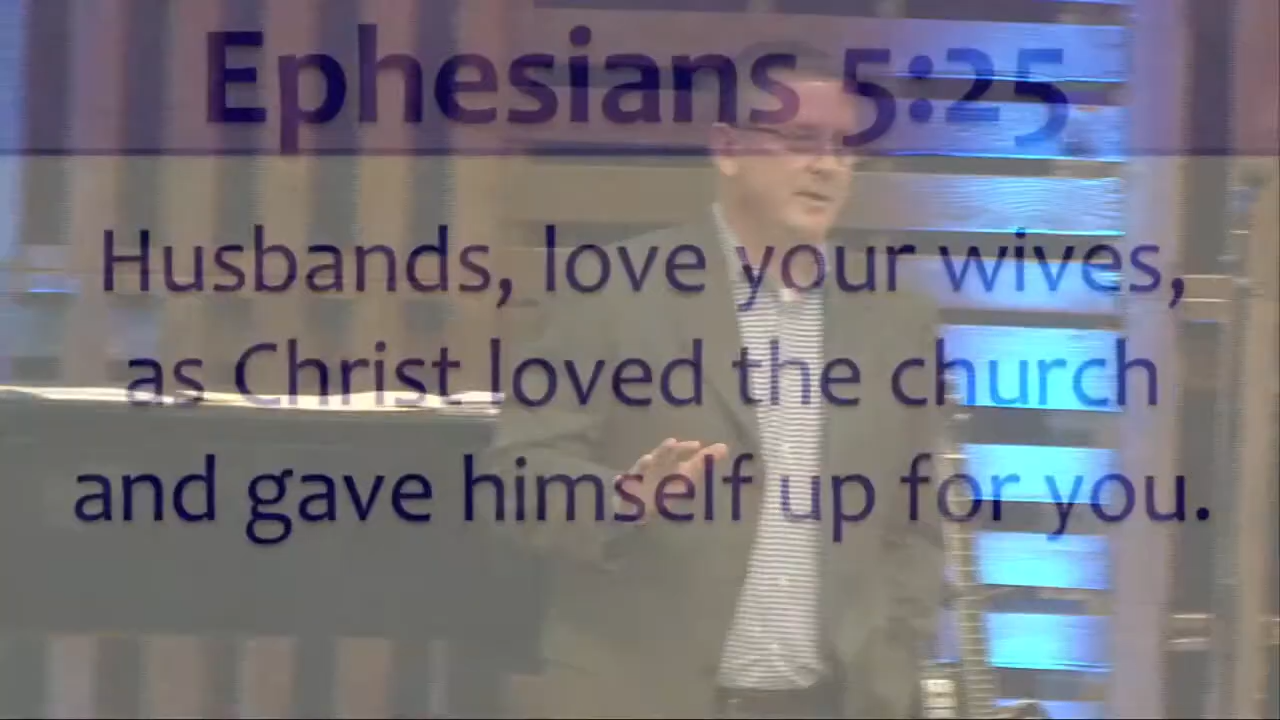 Ephesians 5:25
Husbands, love your wives,
as Christ loved the church
and gave himself up for you.